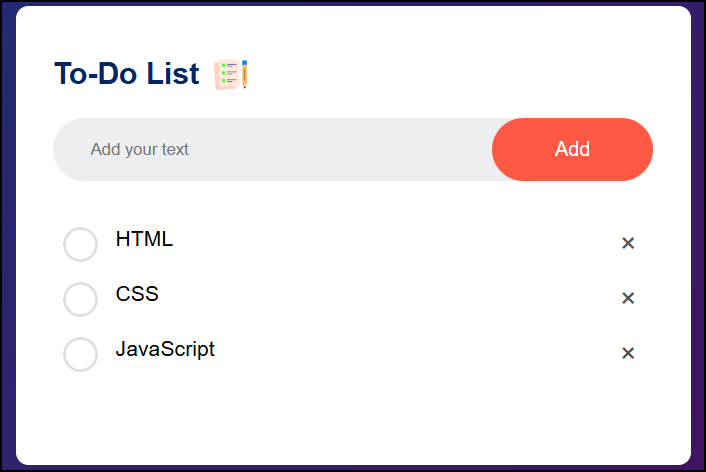 To-Do List
Add your text
Add
HTML
×
CSS
×
JavaScript
×